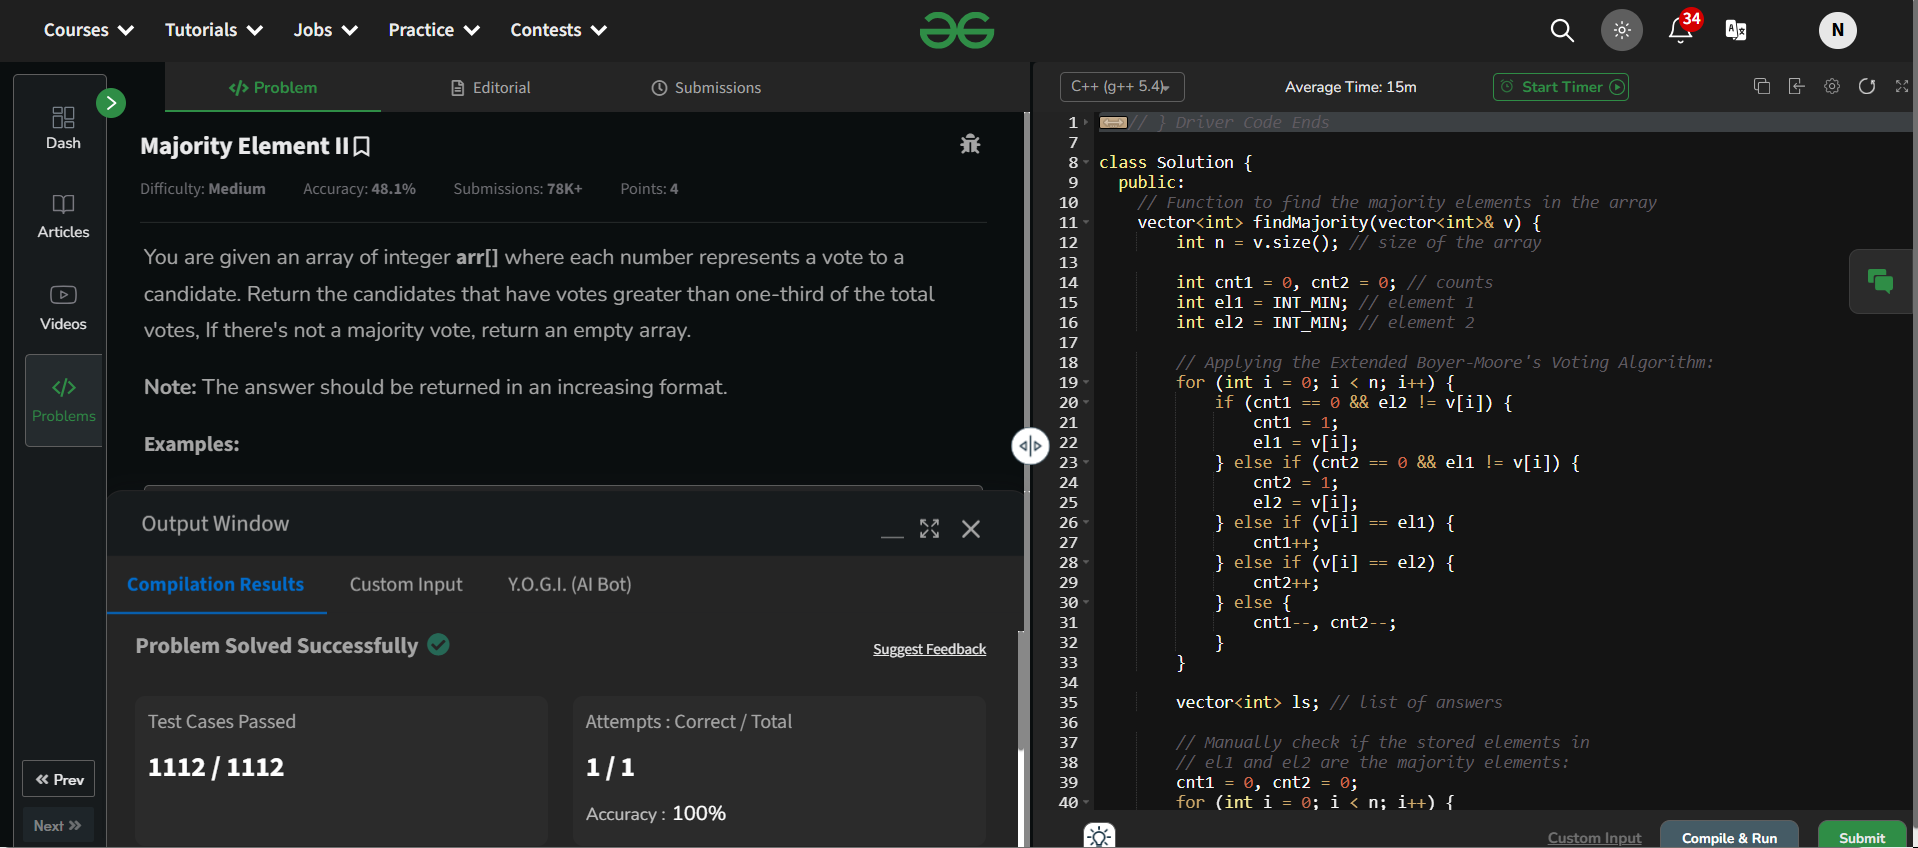 Courses Tutorials Jobs Practice Contests
34
N
Dash
Articles
Videos
Problems
Prev
Next
Problem Editorial Submissions
Majority Element II
Difficulty: Medium Accuracy: 48.1% Submissions: 78K+ Points: 4
You are given an array of integer arr[] where each number represents a vote to a
candidate. Return the candidates that have votes greater than one-third of the total
votes, If there's not a majority vote, return an empty array.
Note: The answer should be returned in an increasing format.
Examples:
Output Window
Compilation Results Custom Input Y.O.G.I. (AI Bot)
Problem Solved Successfully
Suggest Feedback
Test Cases Passed
1112 / 1112
Attempts : Correct / Total
1 / 1
Accuracy : 100%
C++ (g++ 5.4) Average Time: 15m Start Timer
1 // } Driver Code Ends
7
8 class Solution {
9 public:
10 // Function to find the majority elements in the array
11 vector<int> findMajority(vector<int>& v) {
12 int n = v.size(); // size of the array
13
14 int cnt1 = 0, cnt2 = 0; // counts
15 int el1 = INT_MIN; // element 1
16 int el2 = INT_MIN; // element 2
17
18 // Applying the Extended Boyer-Moore's Voting Algorithm:
19 for (int i = 0; i < n; i++) {
20 if (cnt1 == 0 && el2 != v[i]) {
21 cnt1 = 1;
22 el1 = v[i];
23 } else if (cnt2 == 0 && el1 != v[i]) {
24 cnt2 = 1;
25 el2 = v[i];
26 } else if (v[i] == el1) {
27 cnt1++;
28 } else if (v[i] == el2) {
29 cnt2++;
30 } else {
31 cnt1--, cnt2--;
32 }
33 }
34
35 vector<int> ls; // list of answers
36
37 // Manually check if the stored elements in
38 // el1 and el2 are the majority elements:
39 cnt1 = 0, cnt2 = 0;
40 for (int i = 0; i < n; i++) {
Custom Input Compile & Run Submit